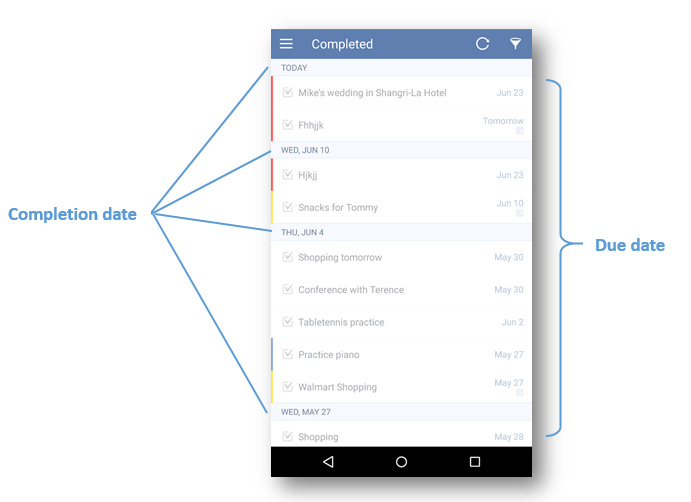 Completed
TODAY
Mike's wedding in Shangri-La Hotel Jun 23
Fhhjjk Tomorrow
WED, JUN 10
Hjkjj Jun 23
Snacks for Tommy Jun 10
THU, JUN 4
Shopping tomorrow May 30
Conference with Terence May 30
Tabletennis practice Jun 2
Practice piano May 27
Walmart Shopping May 27
WED, MAY 27
Shopping May 28
Completion date
Due date